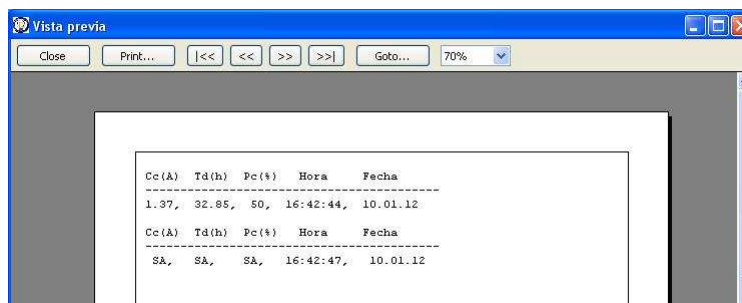 Vista previa
Close Print... |<< << >> >>| Goto... 70%
Cc(A) Td(h) Pc(%) Hora Fecha
----------------------------------------
1.37, 32.85, 50, 16:42:44, 10.01.12
Cc(A) Td(h) Pc(%) Hora Fecha
----------------------------------------
SA, SA, SA, 16:42:47, 10.01.12